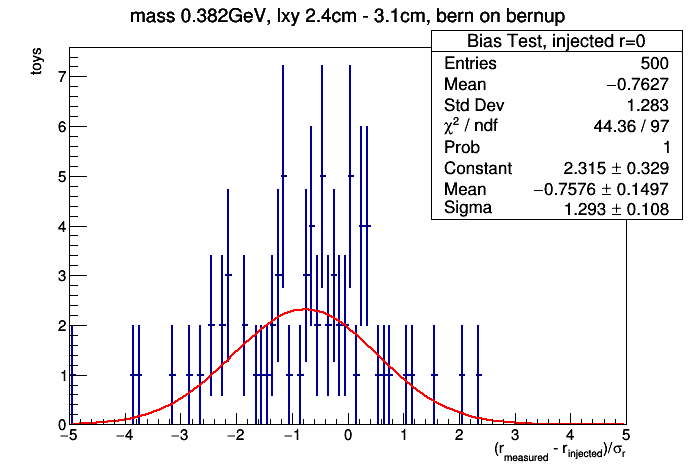 mass 0.382GeV, lxy 2.4cm - 3.1cm, bern on bernup
Bias Test, injected r=0
Entries 500
Mean −0.7627
Std Dev 1.283
χ² / ndf 44.36 / 97
Prob 1
Constant 2.315 ± 0.329
Mean −0.7576 ± 0.1497
Sigma 1.293 ± 0.108
toys
7
6
5
4
3
2
1
0
−5 −4 −3 −2 −1 0 1 2 3 4 5
(r_measured - r_injected)/σ_r